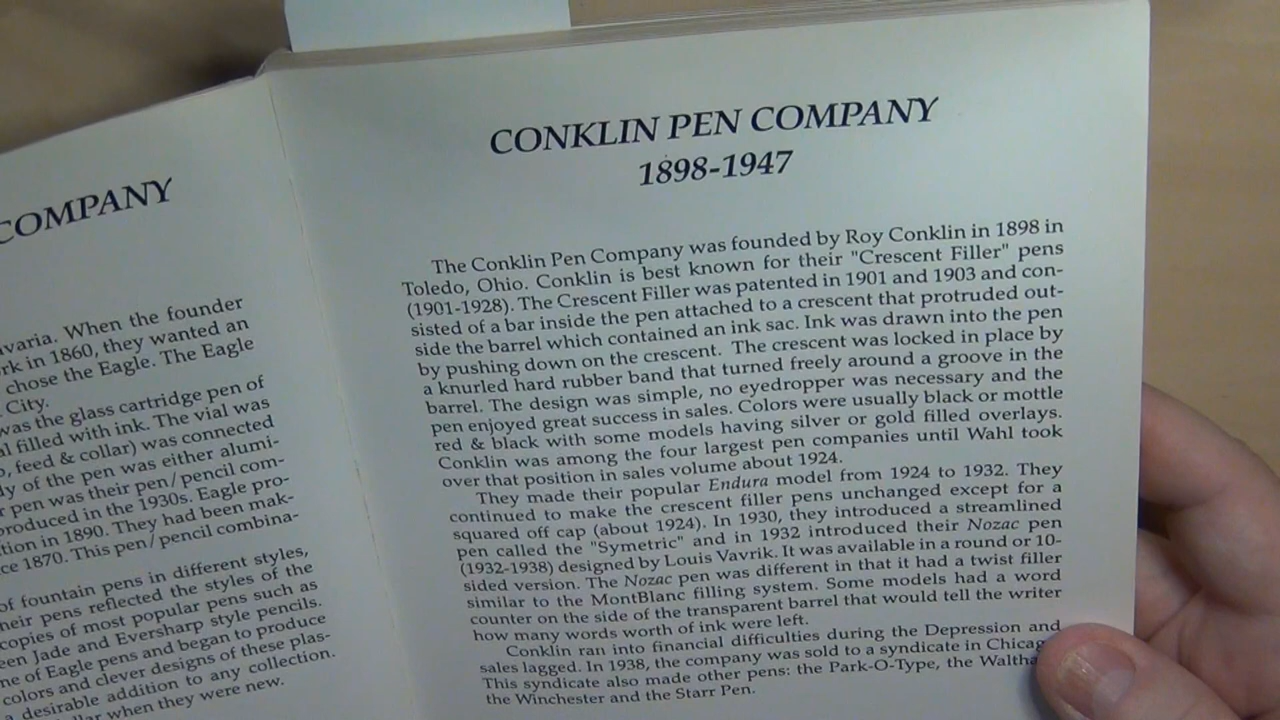 COMPANY
avaria. When the founder
rk in 1860, they wanted an
chose the Eagle. The Eagle
City.
was the glass cartridge pen of
al filled with ink. The vial was
feed & collar) was connected
dy of the pen was either alumi-
r pen was their pen/pencil com-
produced in the 1930s. Eagle pro-
tion in 1890. They had been mak-
ce 1870. This pen/pencil combina-
of fountain pens in different styles,
heir pens reflected the styles of the
copies of most popular pens such as
een Jade and Eversharp style pencils.
ne of Eagle pens and began to produce
colors and clever designs of these plas-
a desirable addition to any collection.
llar when they were new.
CONKLIN PEN COMPANY
1898-1947
The Conklin Pen Company was founded by Roy Conklin in 1898 in
Toledo, Ohio. Conklin is best known for their "Crescent Filler" pens
(1901-1928). The Crescent Filler was patented in 1901 and 1903 and con-
sisted of a bar inside the pen attached to a crescent that protruded out-
side the barrel which contained an ink sac. Ink was drawn into the pen
by pushing down on the crescent. The crescent was locked in place by
a knurled hard rubber band that turned freely around a groove in the
barrel. The design was simple, no eyedropper was necessary and the
pen enjoyed great success in sales. Colors were usually black or mottle
red & black with some models having silver or gold filled overlays.
Conklin was among the four largest pen companies until Wahl took
over that position in sales volume about 1924.
They made their popular Endura model from 1924 to 1932. They
continued to make the crescent filler pens unchanged except for a
squared off cap (about 1924). In 1930, they introduced a streamlined
pen called the "Symetric" and in 1932 introduced their Nozac pen
(1932-1938) designed by Louis Vavrik. It was available in a round or 10-
sided version. The Nozac pen was different in that it had a twist filler
similar to the MontBlanc filling system. Some models had a word
counter on the side of the transparent barrel that would tell the writer
how many words worth of ink were left.
Conklin ran into financial difficulties during the Depression and
sales lagged. In 1938, the company was sold to a syndicate in Chicag
This syndicate also made other pens: the Park-O-Type, the Waltha
the Winchester and the Starr Pen.